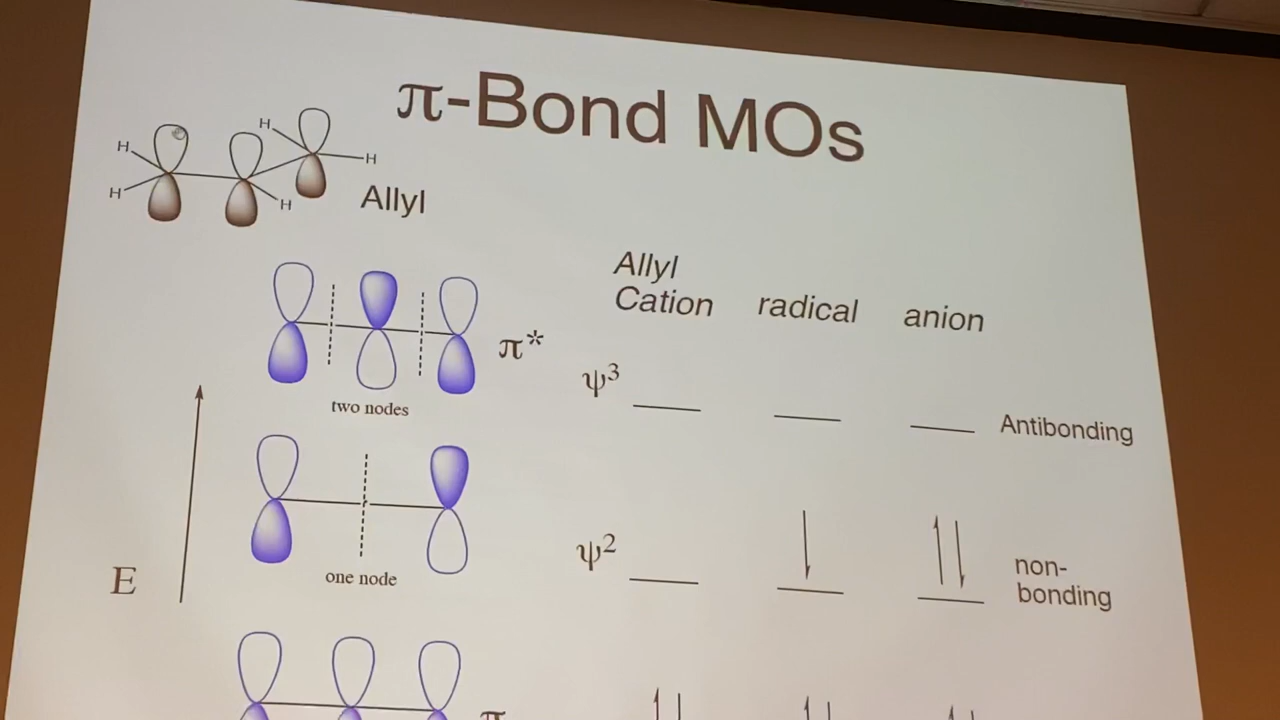 π-Bond MOs
H
H
H
H
H
Allyl
Allyl
Cation
radical
anion
π*
ψ³
two nodes
Antibonding
E
ψ²
one node
non-
bonding
π